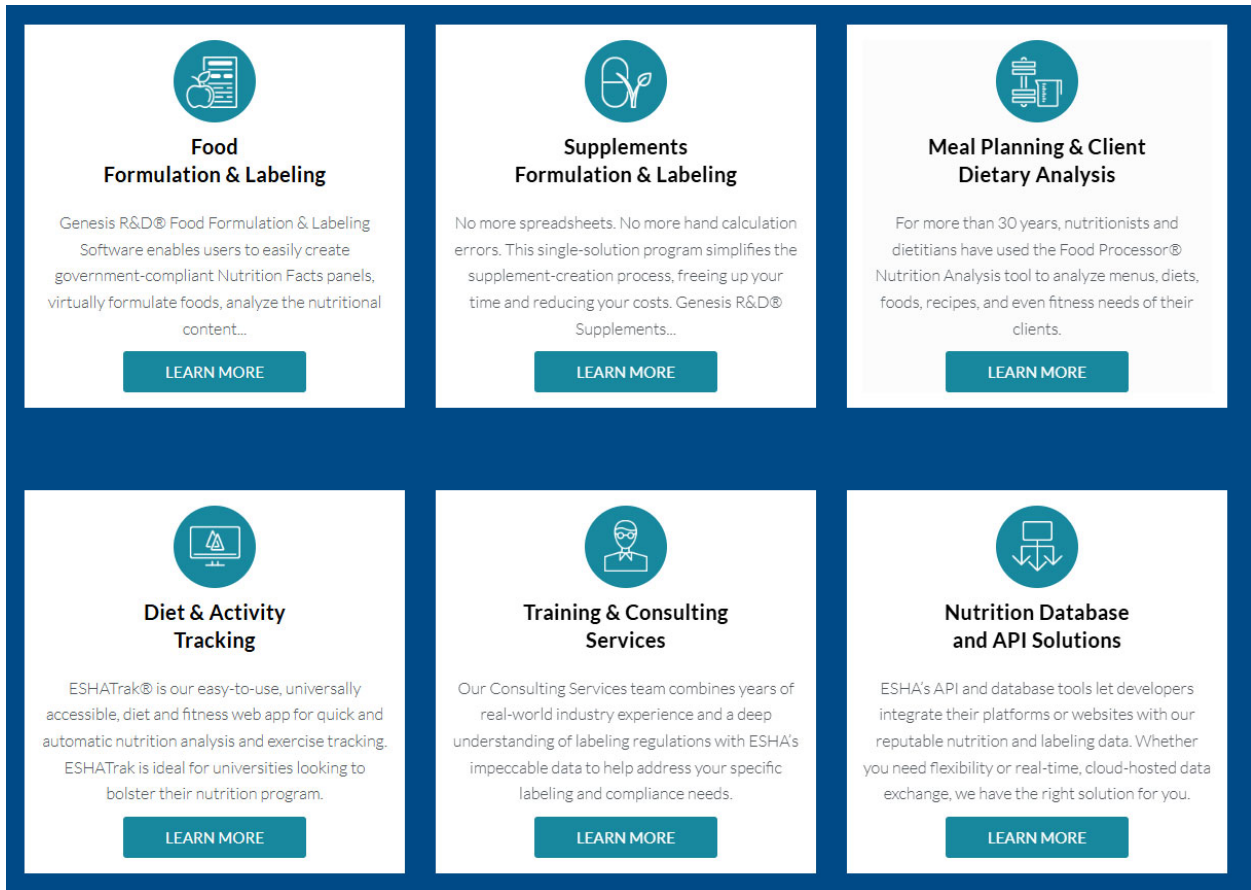 Food
Formulation & Labeling
Genesis R&D® Food Formulation & Labeling
Software enables users to easily create
government-compliant Nutrition Facts panels,
virtually formulate foods, analyze the nutritional
content...
LEARN MORE
Supplements
Formulation & Labeling
No more spreadsheets. No more hand calculation
errors. This single-solution program simplifies the
supplement-creation process, freeing up your
time and reducing your costs. Genesis R&D®
Supplements...
LEARN MORE
Meal Planning & Client
Dietary Analysis
For more than 30 years, nutritionists and
dietitians have used the Food Processor®
Nutrition Analysis tool to analyze menus, diets,
foods, recipes, and even fitness needs of their
clients.
LEARN MORE
Diet & Activity
Tracking
ESHATrak® is our easy-to-use, universally
accessible, diet and fitness web app for quick and
automatic nutrition analysis and exercise tracking.
ESHATrak is ideal for universities looking to
bolster their nutrition program.
LEARN MORE
Training & Consulting
Services
Our Consulting Services team combines years of
real-world industry experience and a deep
understanding of labeling regulations with ESHA's
impeccable data to help address your specific
labeling and compliance needs.
LEARN MORE
Nutrition Database
and API Solutions
ESHA's API and database tools let developers
integrate their platforms or websites with our
reputable nutrition and labeling data. Whether
you need flexibility or real-time, cloud-hosted data
exchange, we have the right solution for you.
LEARN MORE